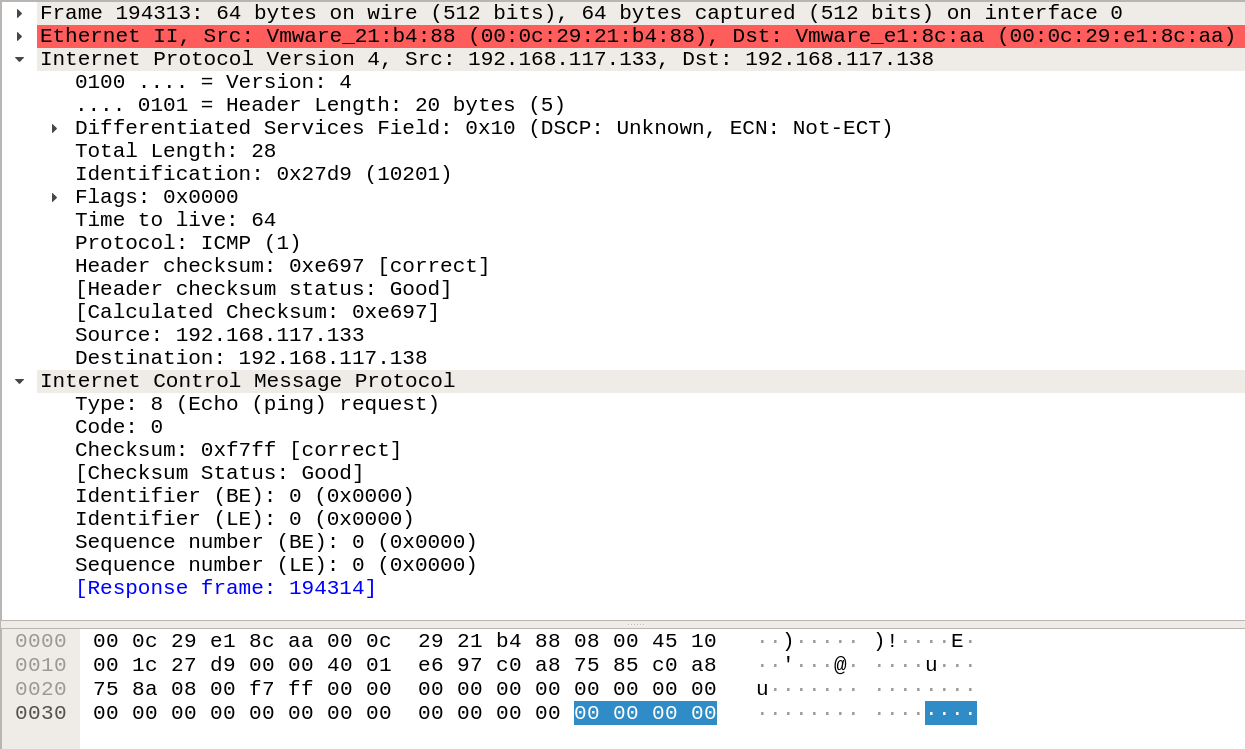 Frame 194313: 64 bytes on wire (512 bits), 64 bytes captured (512 bits) on interface 0
Ethernet II, Src: Vmware_21:b4:88 (00:0c:29:21:b4:88), Dst: Vmware_e1:8c:aa (00:0c:29:e1:8c:aa)
Internet Protocol Version 4, Src: 192.168.117.133, Dst: 192.168.117.138
0100 .... = Version: 4
.... 0101 = Header Length: 20 bytes (5)
Differentiated Services Field: 0x10 (DSCP: Unknown, ECN: Not-ECT)
Total Length: 28
Identification: 0x27d9 (10201)
Flags: 0x0000
Time to live: 64
Protocol: ICMP (1)
Header checksum: 0xe697 [correct]
[Header checksum status: Good]
[Calculated Checksum: 0xe697]
Source: 192.168.117.133
Destination: 192.168.117.138
Internet Control Message Protocol
Type: 8 (Echo (ping) request)
Code: 0
Checksum: 0xf7ff [correct]
[Checksum Status: Good]
Identifier (BE): 0 (0x0000)
Identifier (LE): 0 (0x0000)
Sequence number (BE): 0 (0x0000)
Sequence number (LE): 0 (0x0000)
[Response frame: 194314]
0000 00 0c 29 e1 8c aa 00 0c 29 21 b4 88 08 00 45 10 ··)····· )!····E·
0010 00 1c 27 d9 00 00 40 01 e6 97 c0 a8 75 85 c0 a8 ··'···@· ····u···
0020 75 8a 08 00 f7 ff 00 00 00 00 00 00 00 00 00 00 u······· ········
0030 00 00 00 00 00 00 00 00 00 00 00 00 00 00 00 00 ········ ········